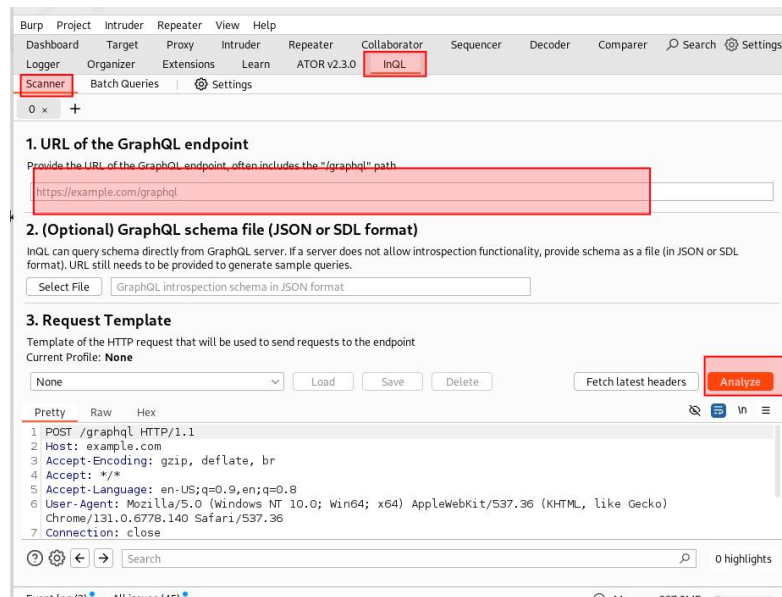 Burp Project Intruder Repeater View Help
Dashboard Target Proxy Intruder Repeater Collaborator Sequencer Decoder Comparer Search Settings
Logger Organizer Extensions Learn ATOR v2.3.0 InQL
Scanner Batch Queries Settings
0 × +
1. URL of the GraphQL endpoint
Provide the URL of the GraphQL endpoint, often includes the "/graphql" path
https://example.com/graphql
2. (Optional) GraphQL schema file (JSON or SDL format)
InQL can query schema directly from GraphQL server. If a server does not allow introspection functionality, provide schema as a file (in JSON or SDL
format). URL still needs to be provided to generate sample queries.
Select File GraphQL introspection schema in JSON format
3. Request Template
Template of the HTTP request that will be used to send requests to the endpoint
Current Profile: None
None Load Save Delete Fetch latest headers Analyze
Pretty Raw Hex \n
1 POST /graphql HTTP/1.1
2 Host: example.com
3 Accept-Encoding: gzip, deflate, br
4 Accept: */*
5 Accept-Language: en-US;q=0.9,en;q=0.8
6 User-Agent: Mozilla/5.0 (Windows NT 10.0; Win64; x64) AppleWebKit/537.36 (KHTML, like Gecko)
Chrome/131.0.6778.140 Safari/537.36
7 Connection: close
Search 0 highlights